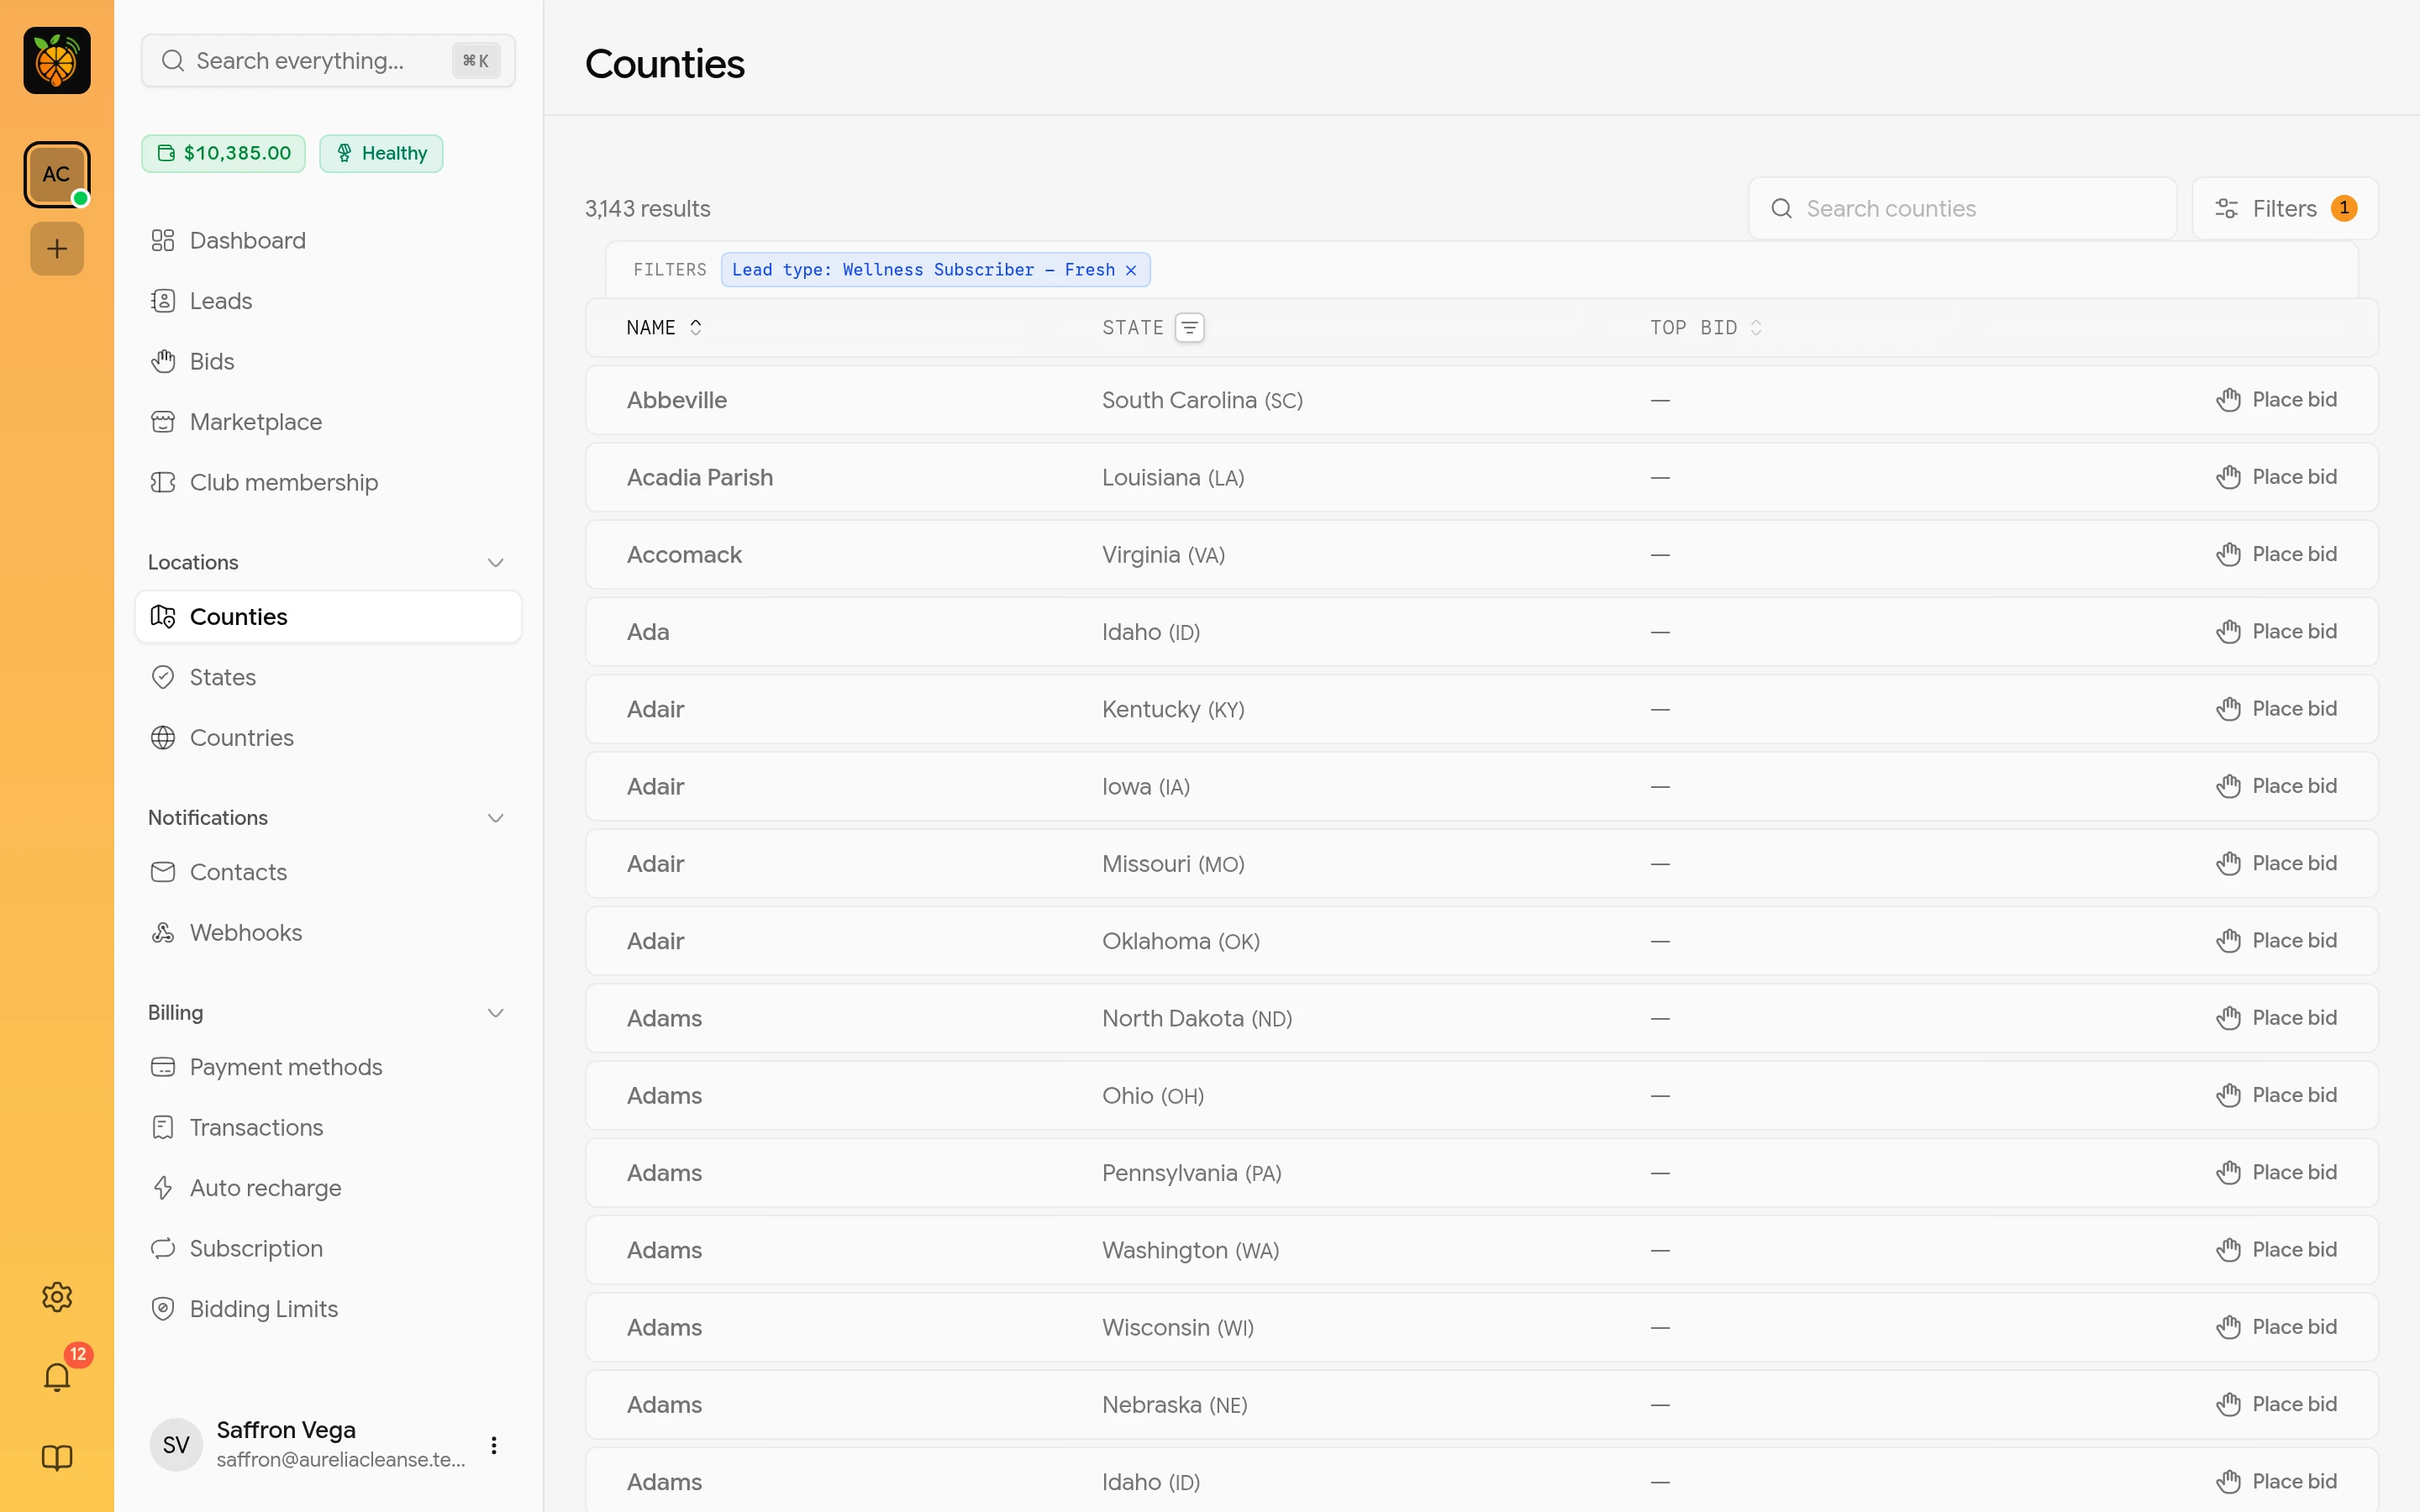 Search everything... ⌘K
AC
$10,385.00 Healthy
Dashboard
Leads
Bids
Marketplace
Club membership
Locations
Counties
States
Countries
Notifications
Contacts
Webhooks
Billing
Payment methods
Transactions
Auto recharge
Subscription
Bidding Limits
12
SV
Saffron Vega
saffron@aureliacleanse.te...
Counties
3,143 results
Search counties
Filters 1
FILTERS Lead type: Wellness Subscriber – Fresh
NAME STATE TOP BID
Abbeville South Carolina (SC) — Place bid
Acadia Parish Louisiana (LA) — Place bid
Accomack Virginia (VA) — Place bid
Ada Idaho (ID) — Place bid
Adair Kentucky (KY) — Place bid
Adair Iowa (IA) — Place bid
Adair Missouri (MO) — Place bid
Adair Oklahoma (OK) — Place bid
Adams North Dakota (ND) — Place bid
Adams Ohio (OH) — Place bid
Adams Pennsylvania (PA) — Place bid
Adams Washington (WA) — Place bid
Adams Wisconsin (WI) — Place bid
Adams Nebraska (NE) — Place bid
Adams Idaho (ID) — Place bid